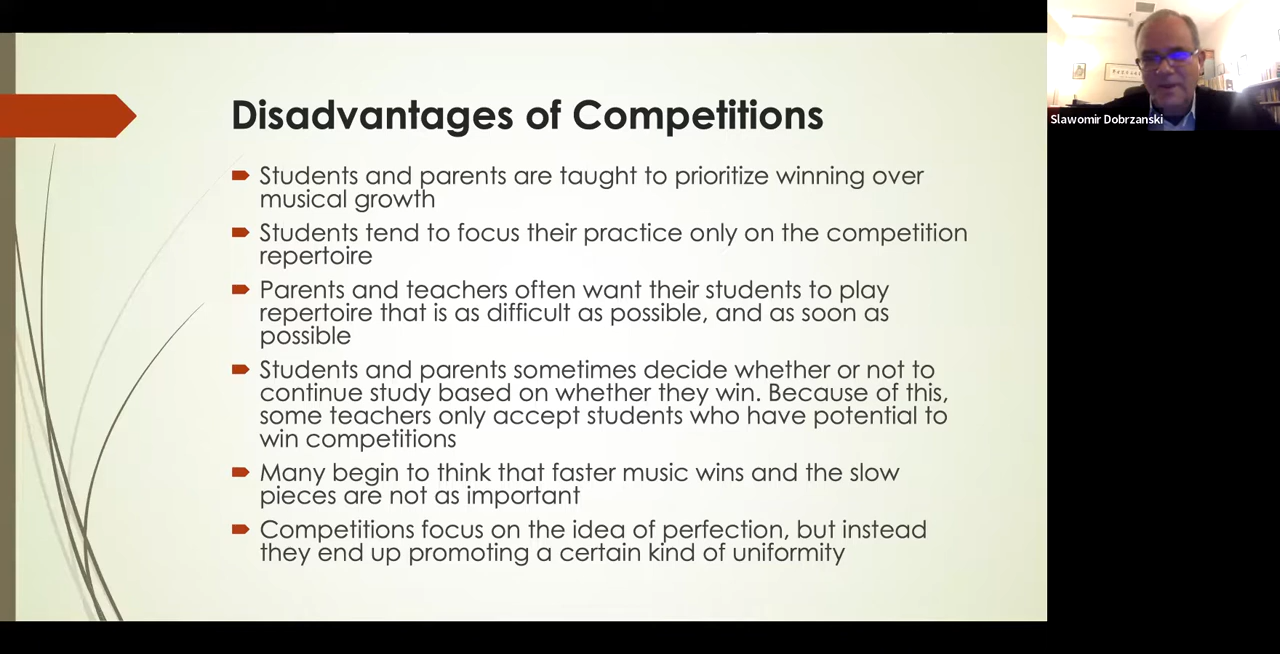 Disadvantages of Competitions
Students and parents are taught to prioritize winning over
musical growth
Students tend to focus their practice only on the competition
repertoire
Parents and teachers often want their students to play
repertoire that is as difficult as possible, and as soon as
possible
Students and parents sometimes decide whether or not to
continue study based on whether they win. Because of this,
some teachers only accept students who have potential to
win competitions
Many begin to think that faster music wins and the slow
pieces are not as important
Competitions focus on the idea of perfection, but instead
they end up promoting a certain kind of uniformity
Slawomir Dobrzanski